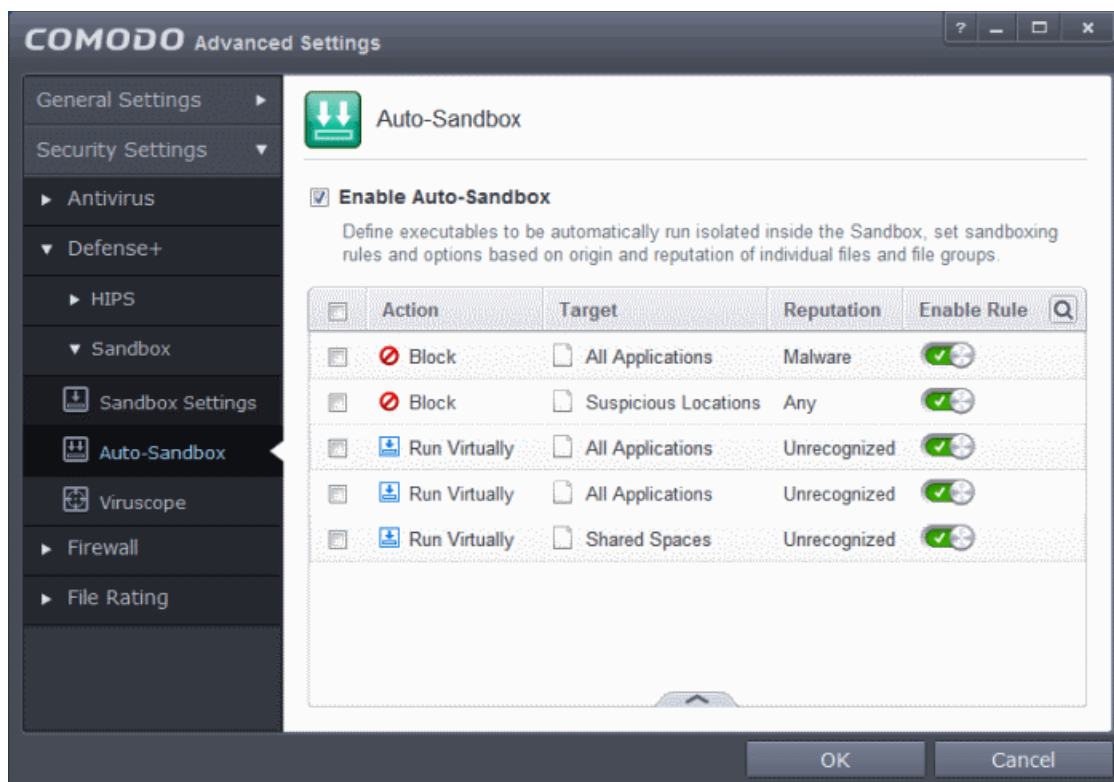 COMODO Advanced Settings
?
General Settings
Security Settings
Antivirus
Defense+
HIPS
Sandbox
Sandbox Settings
Auto-Sandbox
Viruscope
Firewall
File Rating
Auto-Sandbox
Enable Auto-Sandbox
Define executables to be automatically run isolated inside the Sandbox, set sandboxing
rules and options based on origin and reputation of individual files and file groups.
Action Target Reputation Enable Rule
Block All Applications Malware
Block Suspicious Locations Any
Run Virtually All Applications Unrecognized
Run Virtually All Applications Unrecognized
Run Virtually Shared Spaces Unrecognized
OK Cancel